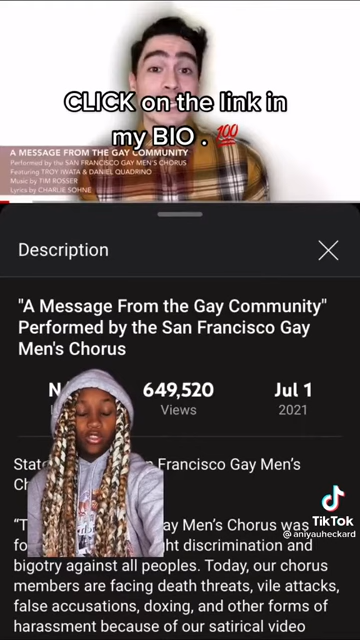 CLICK on the link in
my BIO . 💯
A MESSAGE FROM THE GAY COMMUNITY
Performed by the SAN FRANCISCO GAY MEN'S CHORUS
Featuring TROY IWATA & DANIEL QUADRINO
Music by TIM ROSSER
Lyrics by CHARLIE SOHNE
Description
"A Message From the Gay Community"
Performed by the San Francisco Gay
Men's Chorus
649,520
Jul 1
Views
2021
Francisco Gay Men's
ay Men's Chorus was
ht discrimination and
bigotry against all peoples. Today, our chorus
members are facing death threats, vile attacks,
false accusations, doxing, and other forms of
harassment because of our satirical video
TikTok
@aniyauheckard